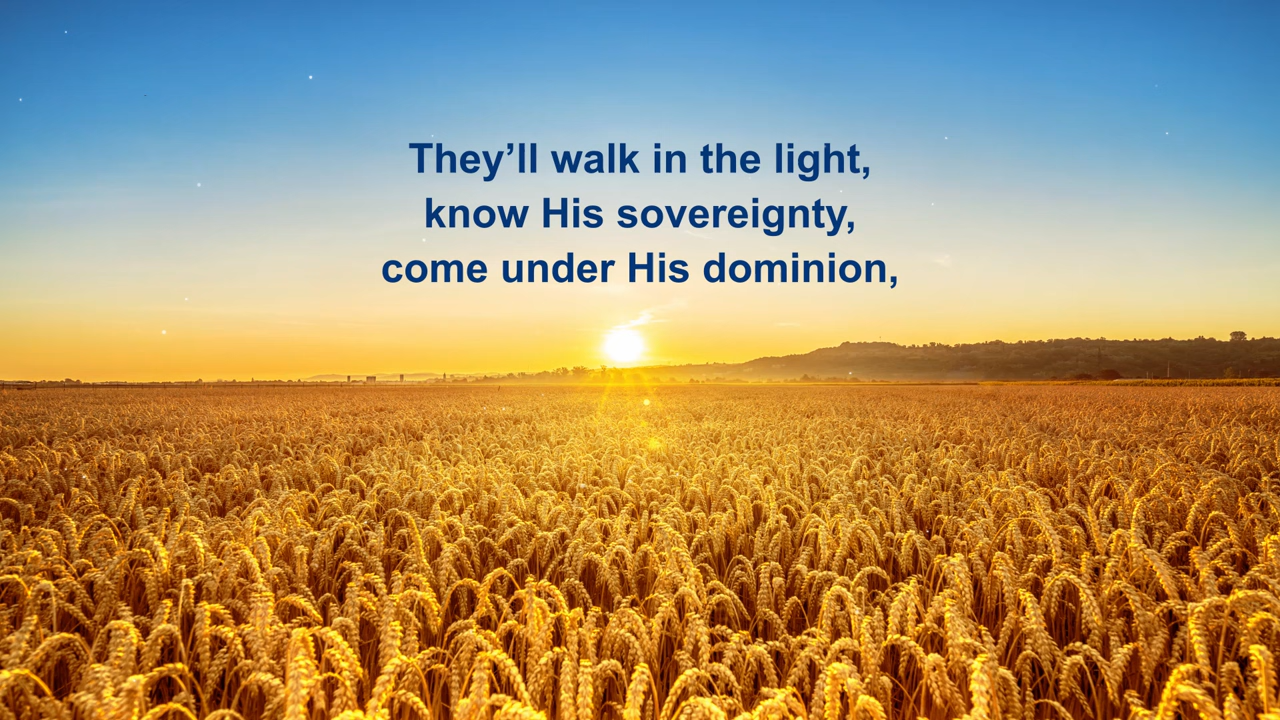 They’ll walk in the light,
know His sovereignty,
come under His dominion,